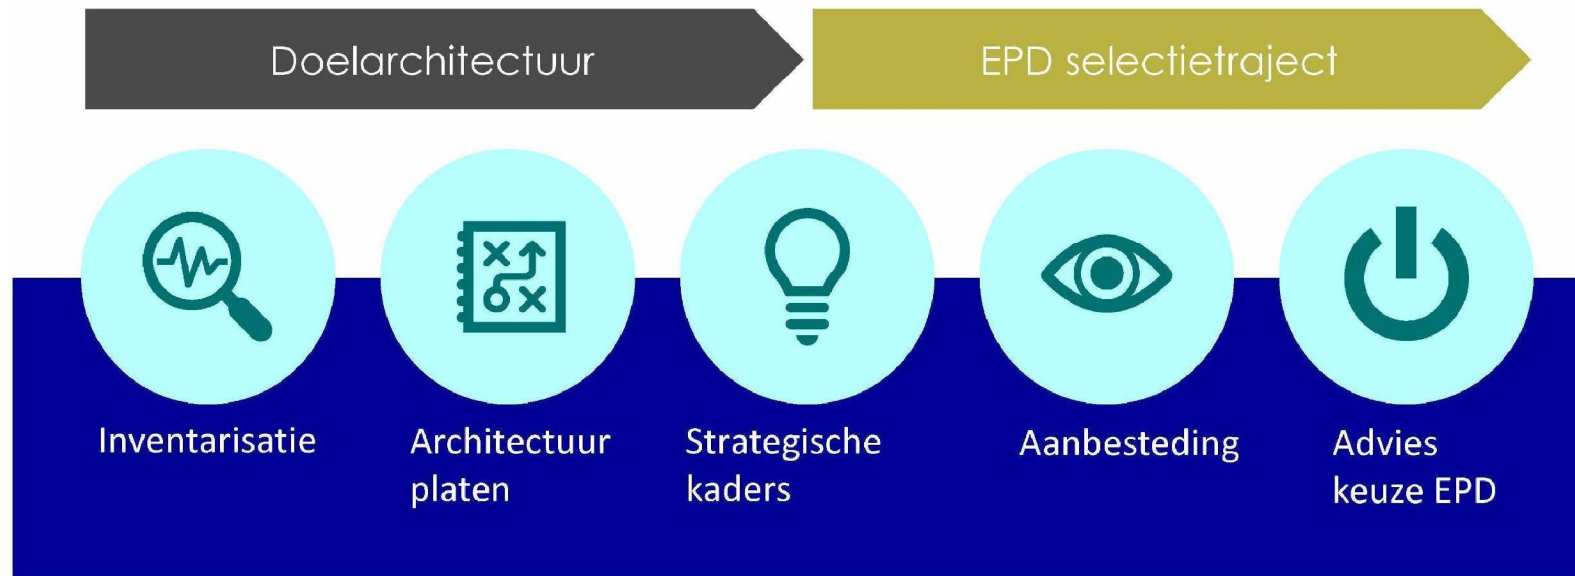 Doelarchitectuur
EPD selectietraject
Inventarisatie
Architectuur
platen
Strategische
kaders
Aanbesteding
Advies
keuze EPD